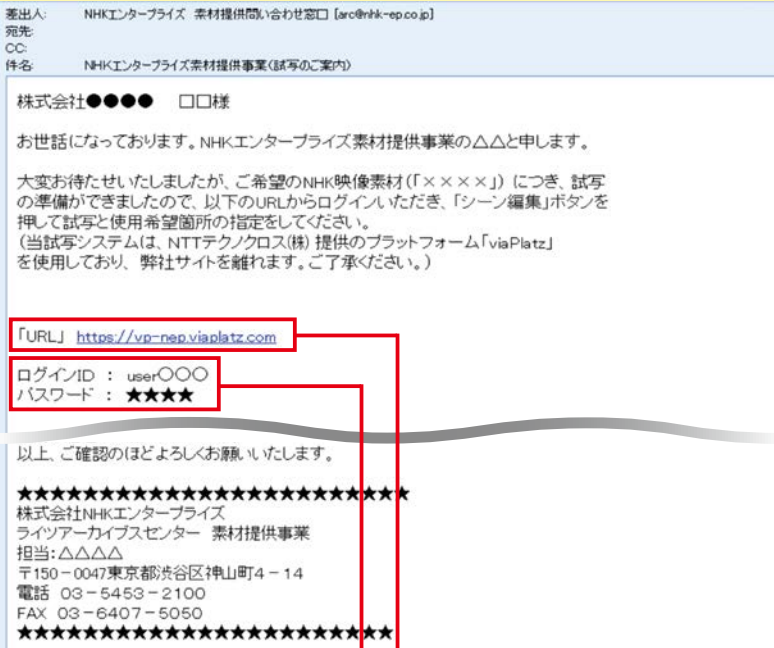 差出人: NHKエンタープライズ 素材提供問い合わせ窓口 [arc@nhk-ep.co.jp]
宛先:
CC:
件名: NHKエンタープライズ素材提供事業(試写のご案内)
株式会社●●●● □□様
お世話になっております。NHKエンタープライズ素材提供事業の△△と申します。
大変お待たせいたしましたが、ご希望のNHK映像素材(「××××」) につき、試写
の準備ができましたので、以下のURLからログインいただき、「シーン編集」ボタンを
押して試写と使用希望箇所の指定をしてください。
(当試写システムは、NTTテクノクロス(株) 提供のプラットフォーム「viaPlatz」
を使用しており、 弊社サイトを離れます。ご了承ください。)
「URL」 https://vp-nep.viaplatz.com
ログインID : user○○○
パスワード : ★★★★
以上、ご確認のほどよろしくお願いいたします。
★★★★★★★★★★★★★★★★★★★★★★★★
株式会社NHKエンタープライズ
ライツアーカイブスセンター 素材提供事業
担当:△△△△
〒150-0047東京都渋谷区神山町4-14
電話 03-5453-2100
FAX 03-6407-5050
★★★★★★★★★★★★★★★★★★★★★★★